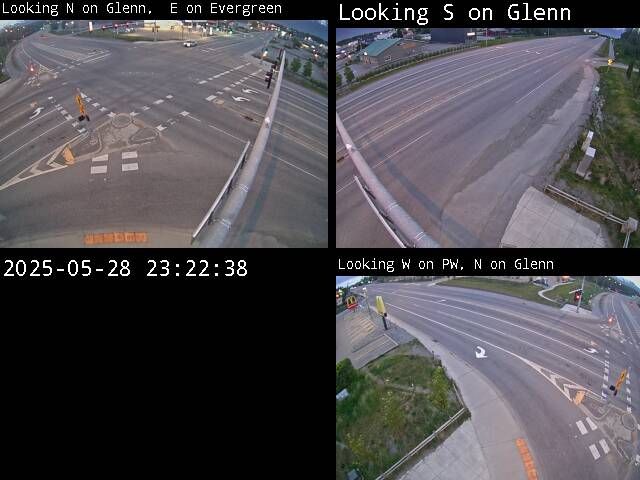 Looking N on Glenn,  E on Evergreen
Looking S on Glenn
2025-05-28 23:22:38
Looking W on PW, N on Glenn